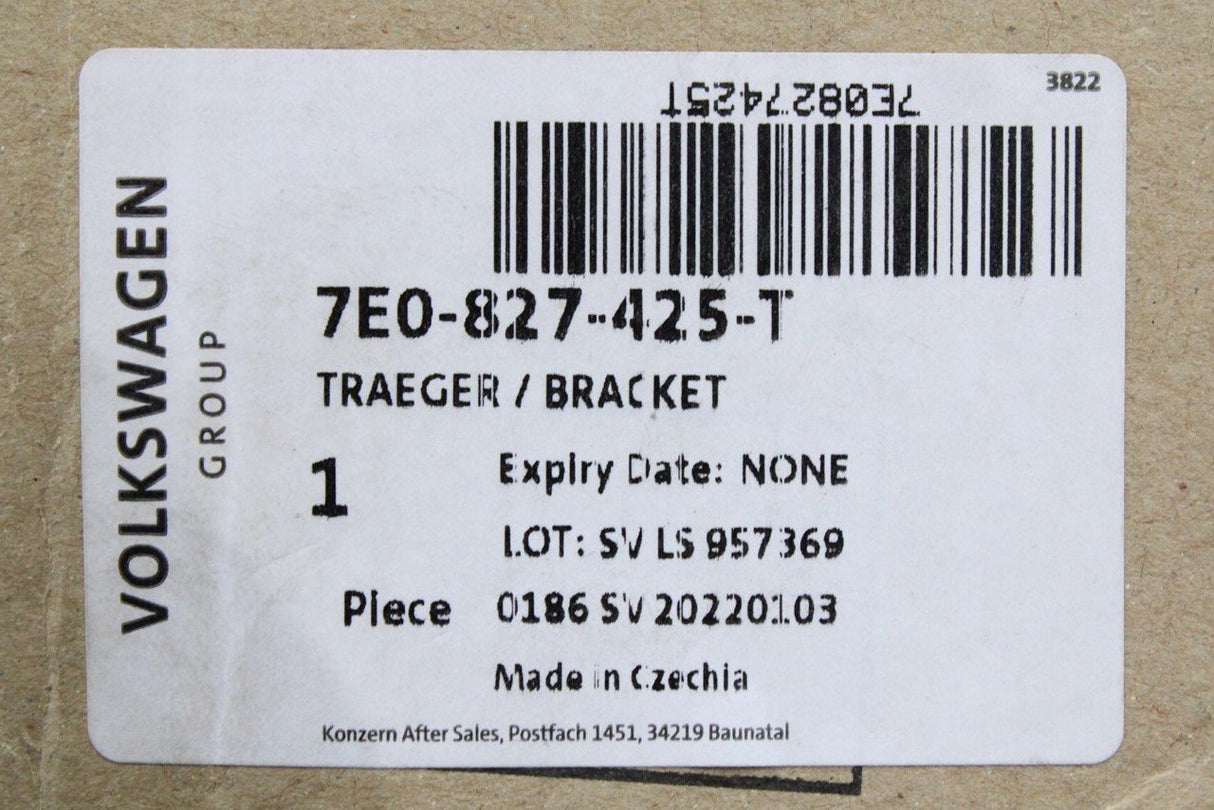 3822
7E0827425T
VOLKSWAGEN
GROUP
7E0-827-425-T
TRAEGER / BRACKET
1
Expiry Date: NONE
LOT: SV LS 957369
Piece 0186 SV 20220103
Made in Czechia
Konzern After Sales, Postfach 1451, 34219 Baunatal